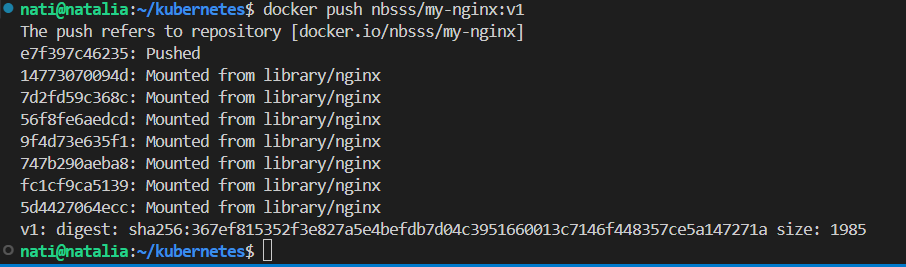 nati@natalia:~/kubernetes$ docker push nbsss/my-nginx:v1
The push refers to repository [docker.io/nbsss/my-nginx]
e7f397c46235: Pushed
14773070094d: Mounted from library/nginx
7d2fd59c368c: Mounted from library/nginx
56f8fe6aedcd: Mounted from library/nginx
9f4d73e635f1: Mounted from library/nginx
747b290aeba8: Mounted from library/nginx
fc1cf9ca5139: Mounted from library/nginx
5d4427064ecc: Mounted from library/nginx
v1: digest: sha256:367ef815352f3e827a5e4befdb7d04c3951660013c7146f448357ce5a147271a size: 1985
nati@natalia:~/kubernetes$